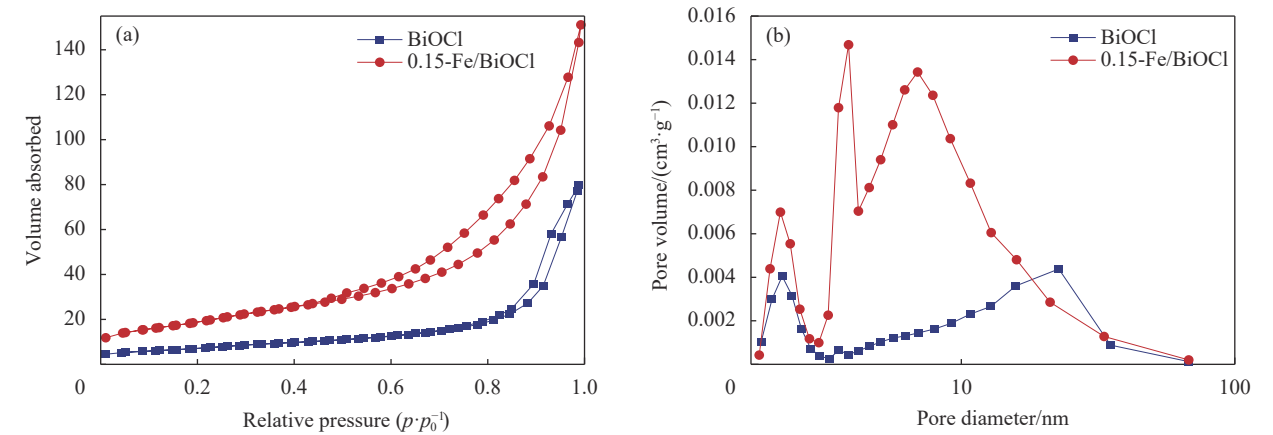 (a)
BiOCl
0.15-Fe/BiOCl
140
120
100
80
60
40
20
0
0.2
0.4
0.6
0.8
1.0
Volume absorbed
Relative pressure (p·p₀⁻¹)
(b)
BiOCl
0.15-Fe/BiOCl
0.016
0.014
0.012
0.010
0.008
0.006
0.004
0.002
0
10
100
Pore volume/(cm³·g⁻¹)
Pore diameter/nm